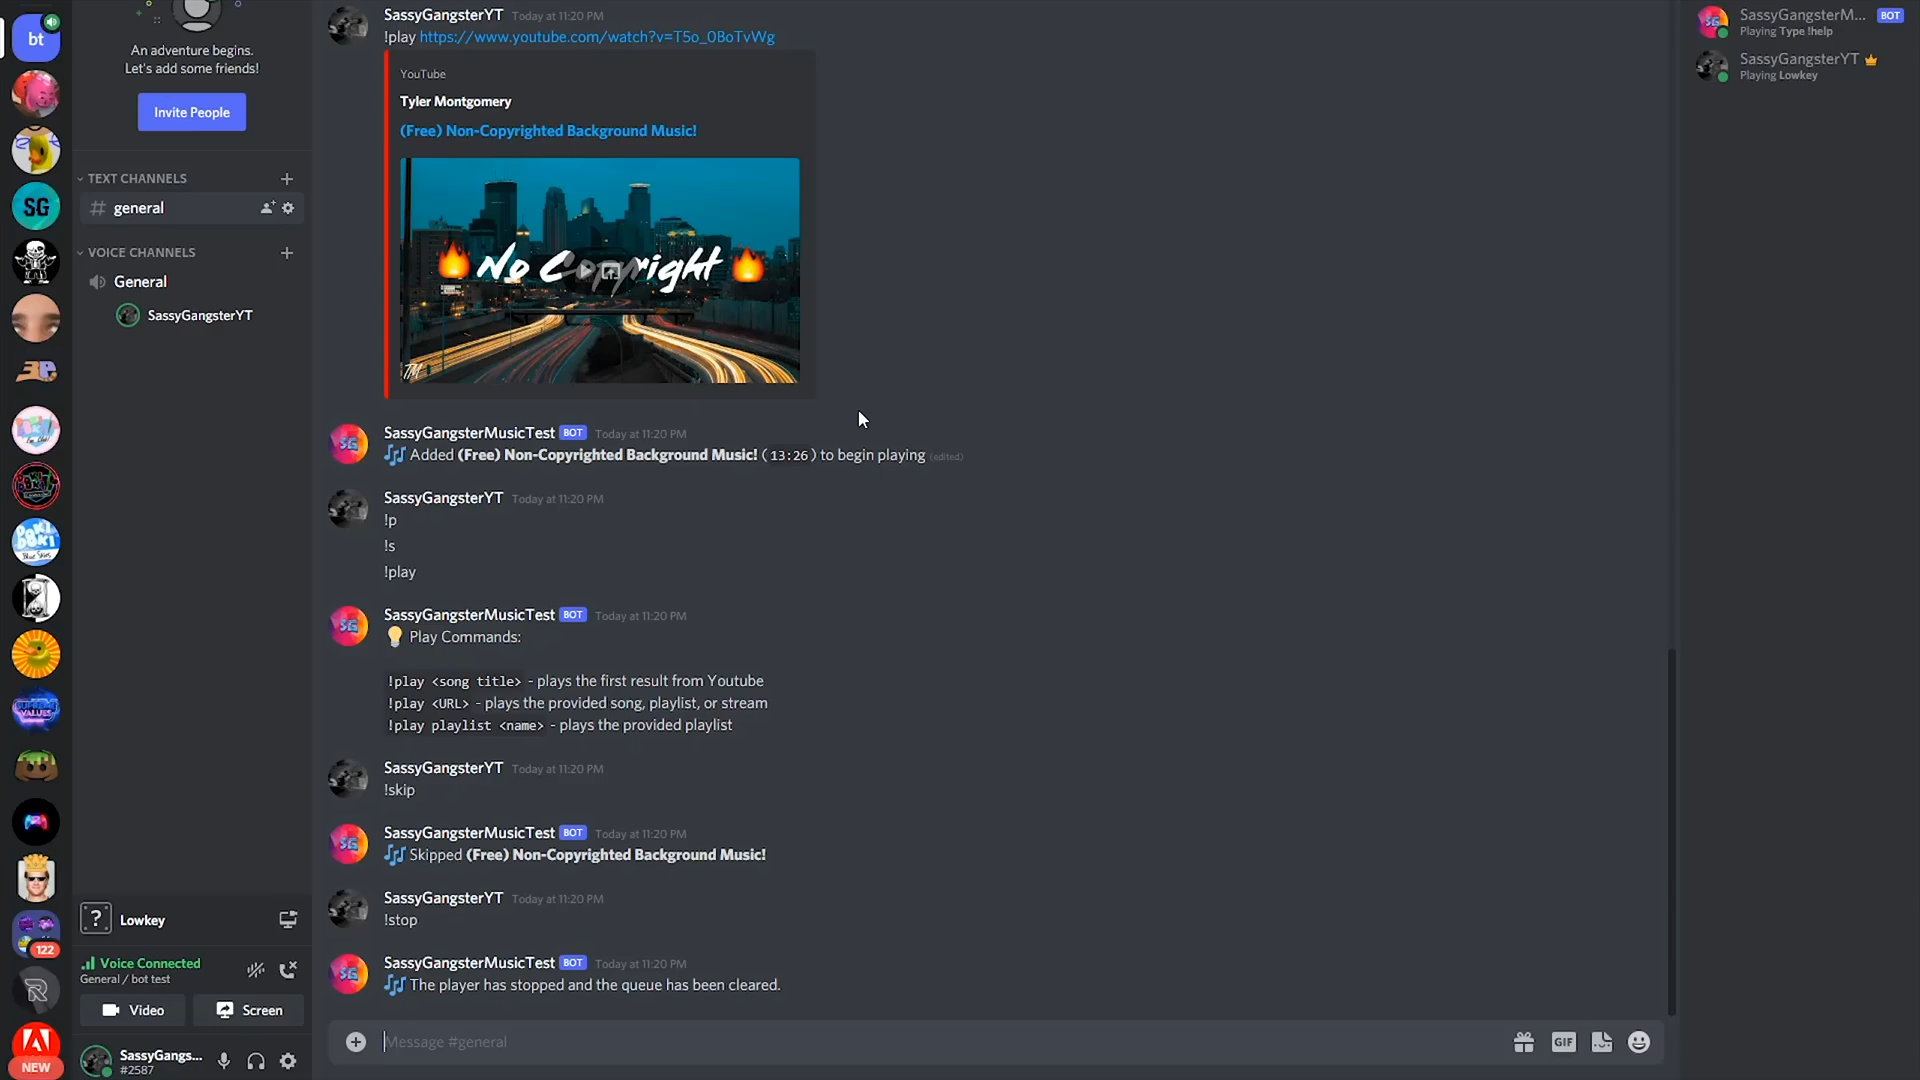 bt
An adventure begins.
Let's add some friends!
Invite People
TEXT CHANNELS
general
VOICE CHANNELS
General
SassyGangsterYT
SG
122
NEW
Lowkey
Voice Connected
General / bot test
Video
Screen
SassyGangs...
#2587
SassyGangsterYT Today at 11:20 PM
!play https://www.youtube.com/watch?v=T5o_0BoTvWg
YouTube
Tyler Montgomery
(Free) Non-Copyrighted Background Music!
No Copyright
TM
SassyGangsterMusicTest BOT Today at 11:20 PM
Added (Free) Non-Copyrighted Background Music! (13:26) to begin playing (edited)
SassyGangsterYT Today at 11:20 PM
!p
!s
!play
SassyGangsterMusicTest BOT Today at 11:20 PM
Play Commands:
!play <song title> - plays the first result from Youtube
!play <URL> - plays the provided song, playlist, or stream
!play playlist <name> - plays the provided playlist
SassyGangsterYT Today at 11:20 PM
!skip
SassyGangsterMusicTest BOT Today at 11:20 PM
Skipped (Free) Non-Copyrighted Background Music!
SassyGangsterYT Today at 11:20 PM
!stop
SassyGangsterMusicTest BOT Today at 11:20 PM
The player has stopped and the queue has been cleared.
Message #general
GIF
SassyGangsterM... BOT
Playing Type !help
SassyGangsterYT
Playing Lowkey